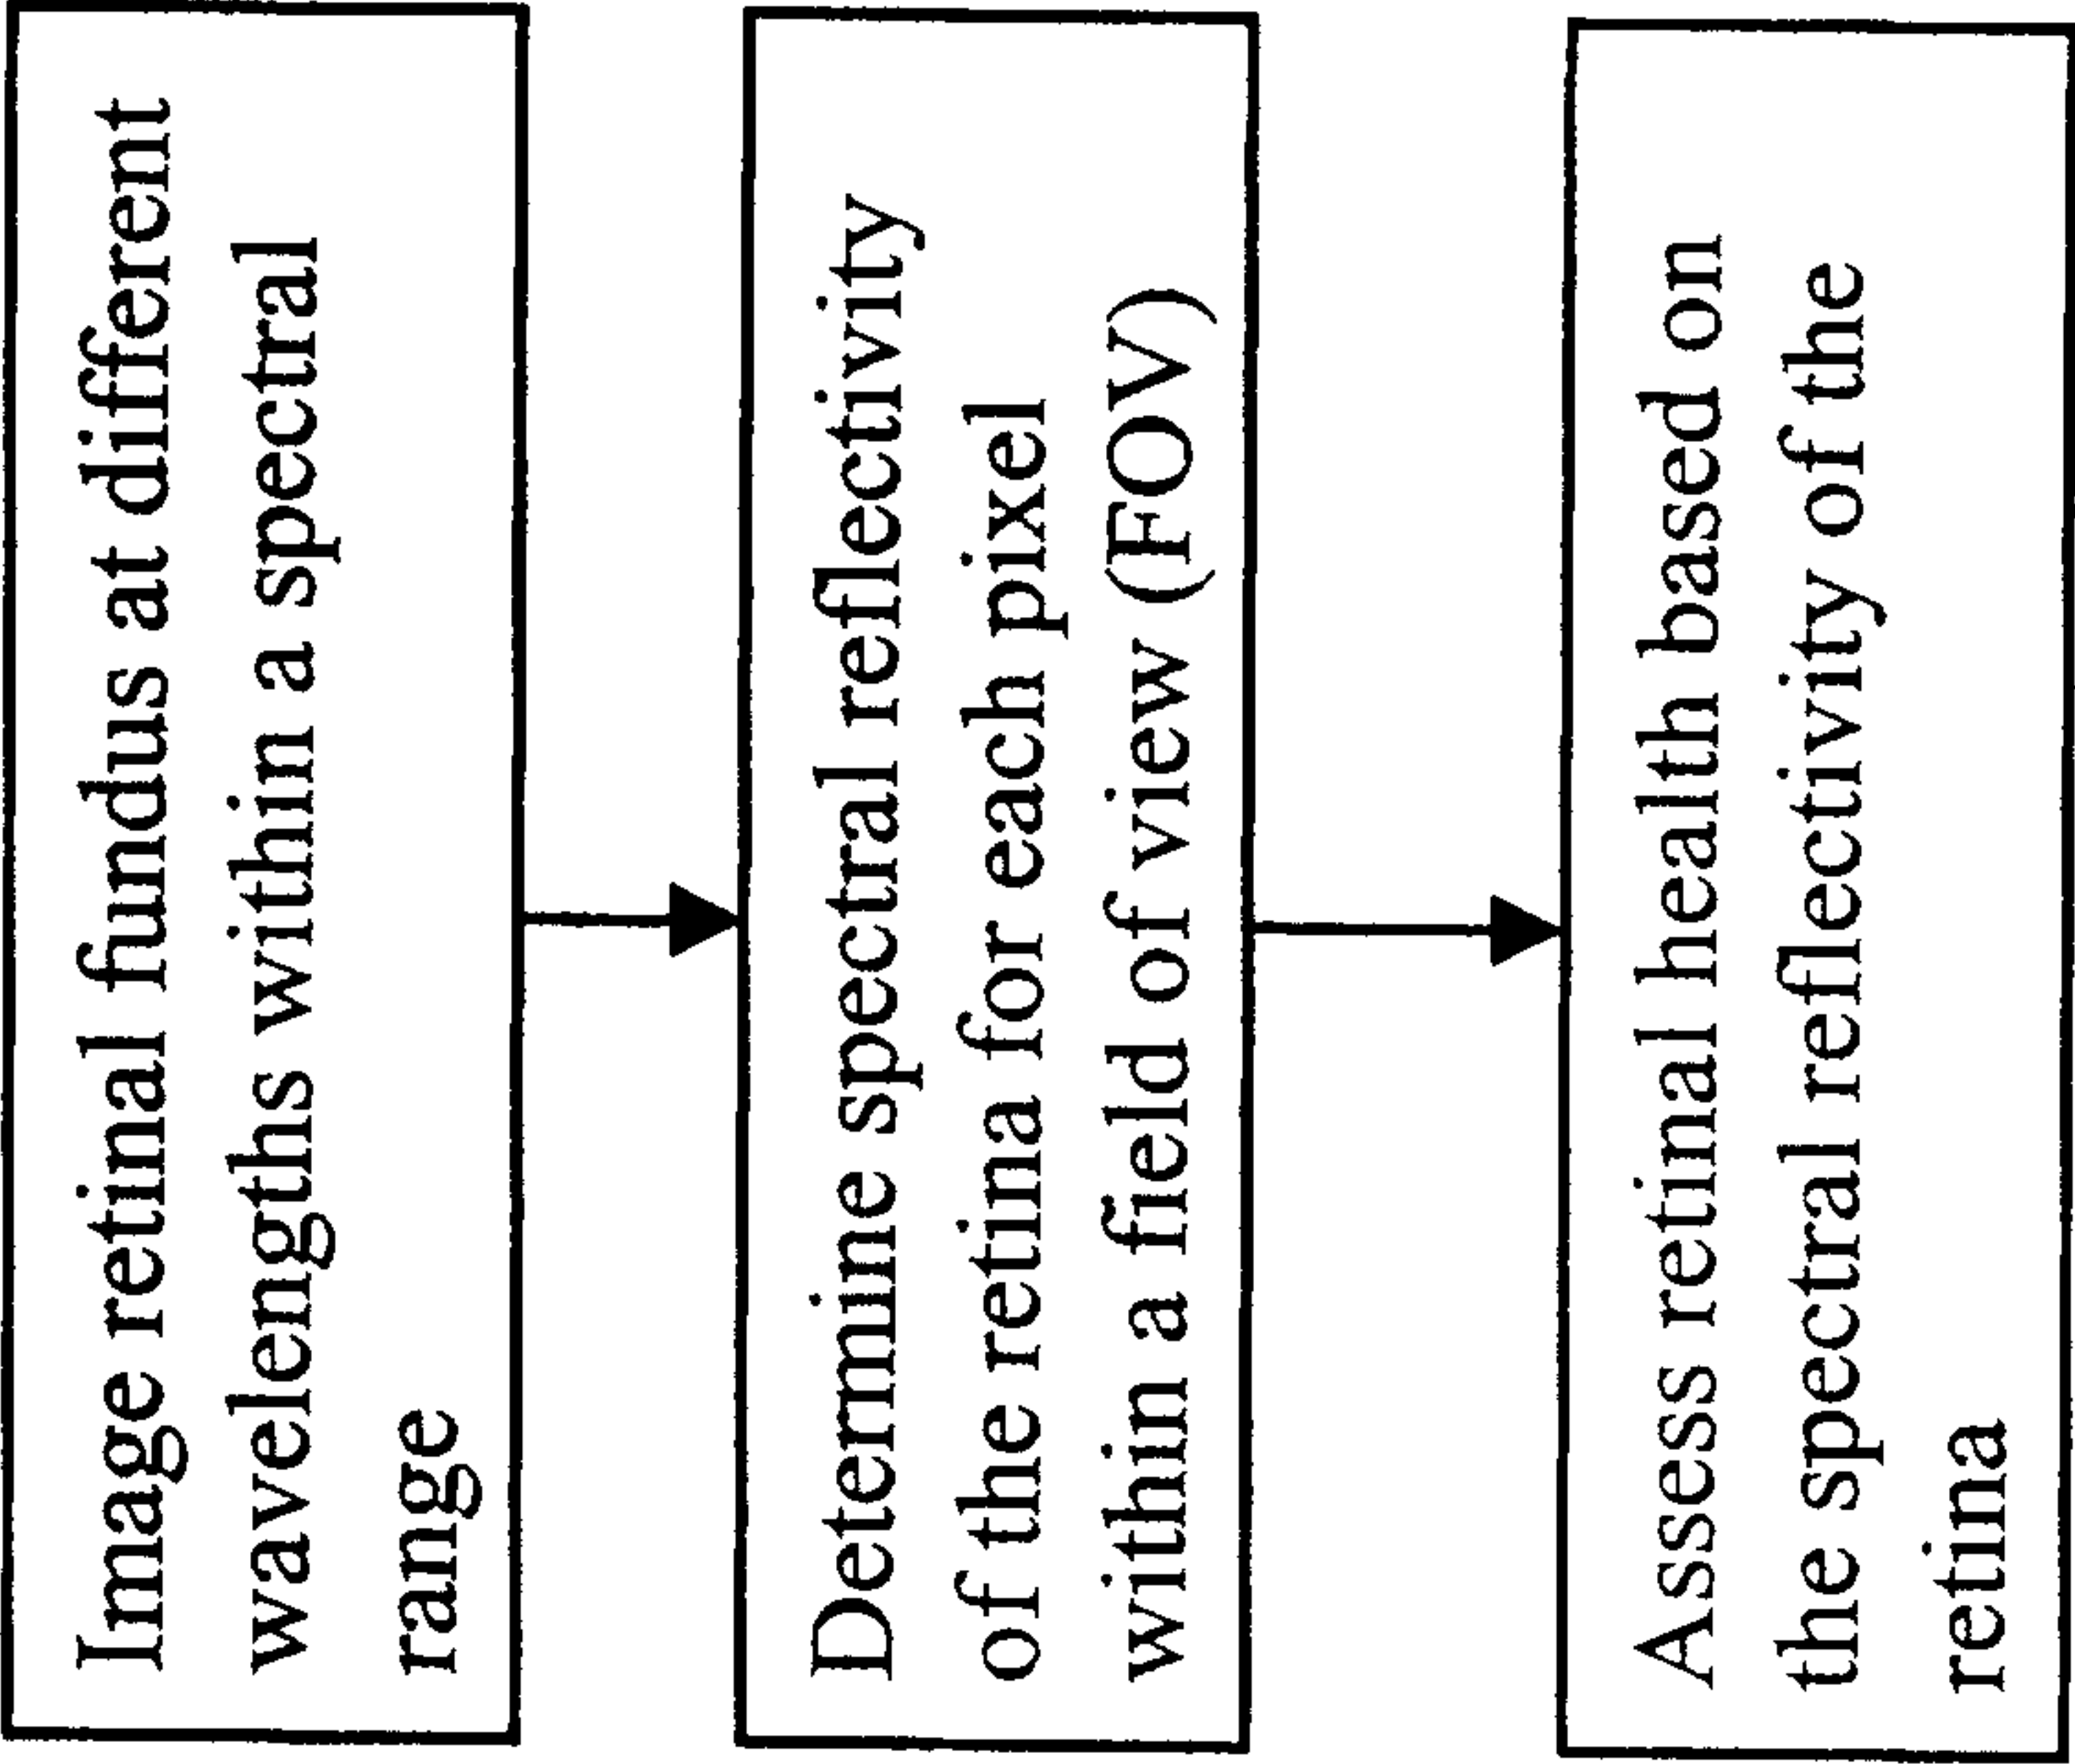 Image retinal fundus at different
wavelengths within a spectral
range
Determine spectral reflectivity
of the retina for each pixel
within a field of view (FOV)
Assess retinal health based on
the spectral reflectivity of the
retina